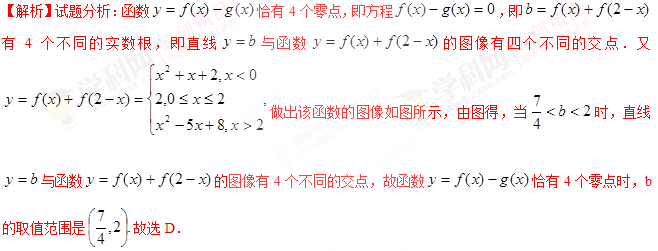 【解析】试题分析：函数 y = f(x) − g(x) 恰有 4 个零点，即方程 f(x) − g(x) = 0，即 b = f(x) + f(2 − x)
有 4 个不同的实数根，即直线 y = b 与函数 y = f(x) + f(2 − x) 的图像有四个不同的交点．又
y = f(x) + f(2 − x) = { x² + x + 2, x < 0
2, 0 ≤ x ≤ 2
x² − 5x + 8, x > 2 ，做出该函数的图像如图所示，由图得，当 7/4 < b < 2 时，直线
y = b 与函数 y = f(x) + f(2 − x) 的图像有 4 个不同的交点，故函数 y = f(x) − g(x) 恰有 4 个零点时，b
的取值范围是 (7/4, 2) .故选 D．